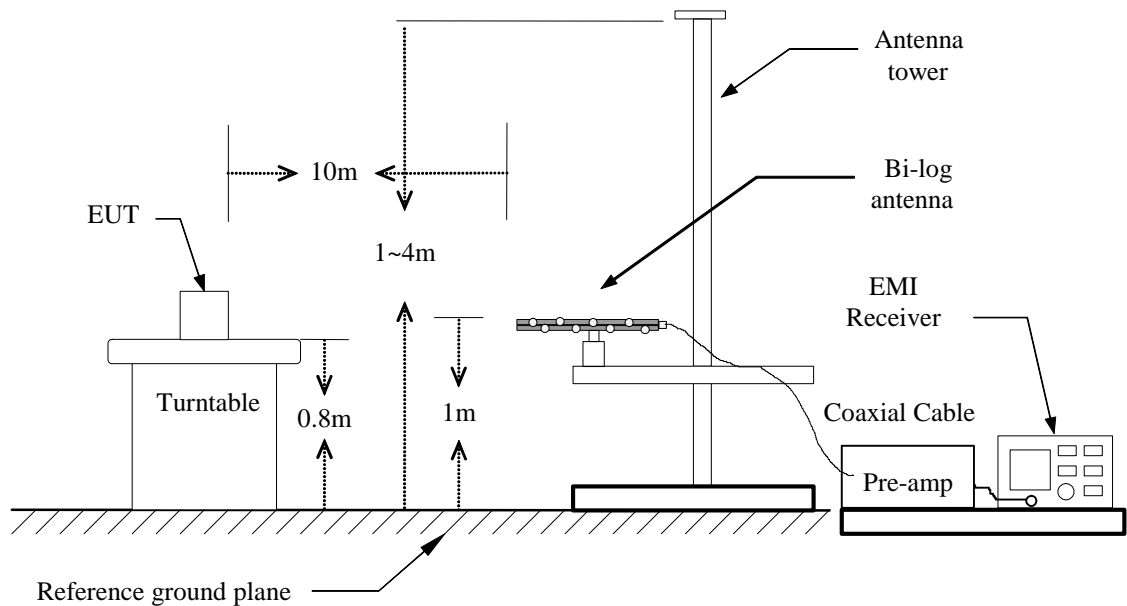 Antenna
tower
10m
Bi-log
antenna
EUT
1~4m
EMI
Receiver
Turntable
0.8m
1m
Coaxial Cable
Pre-amp
Reference ground plane